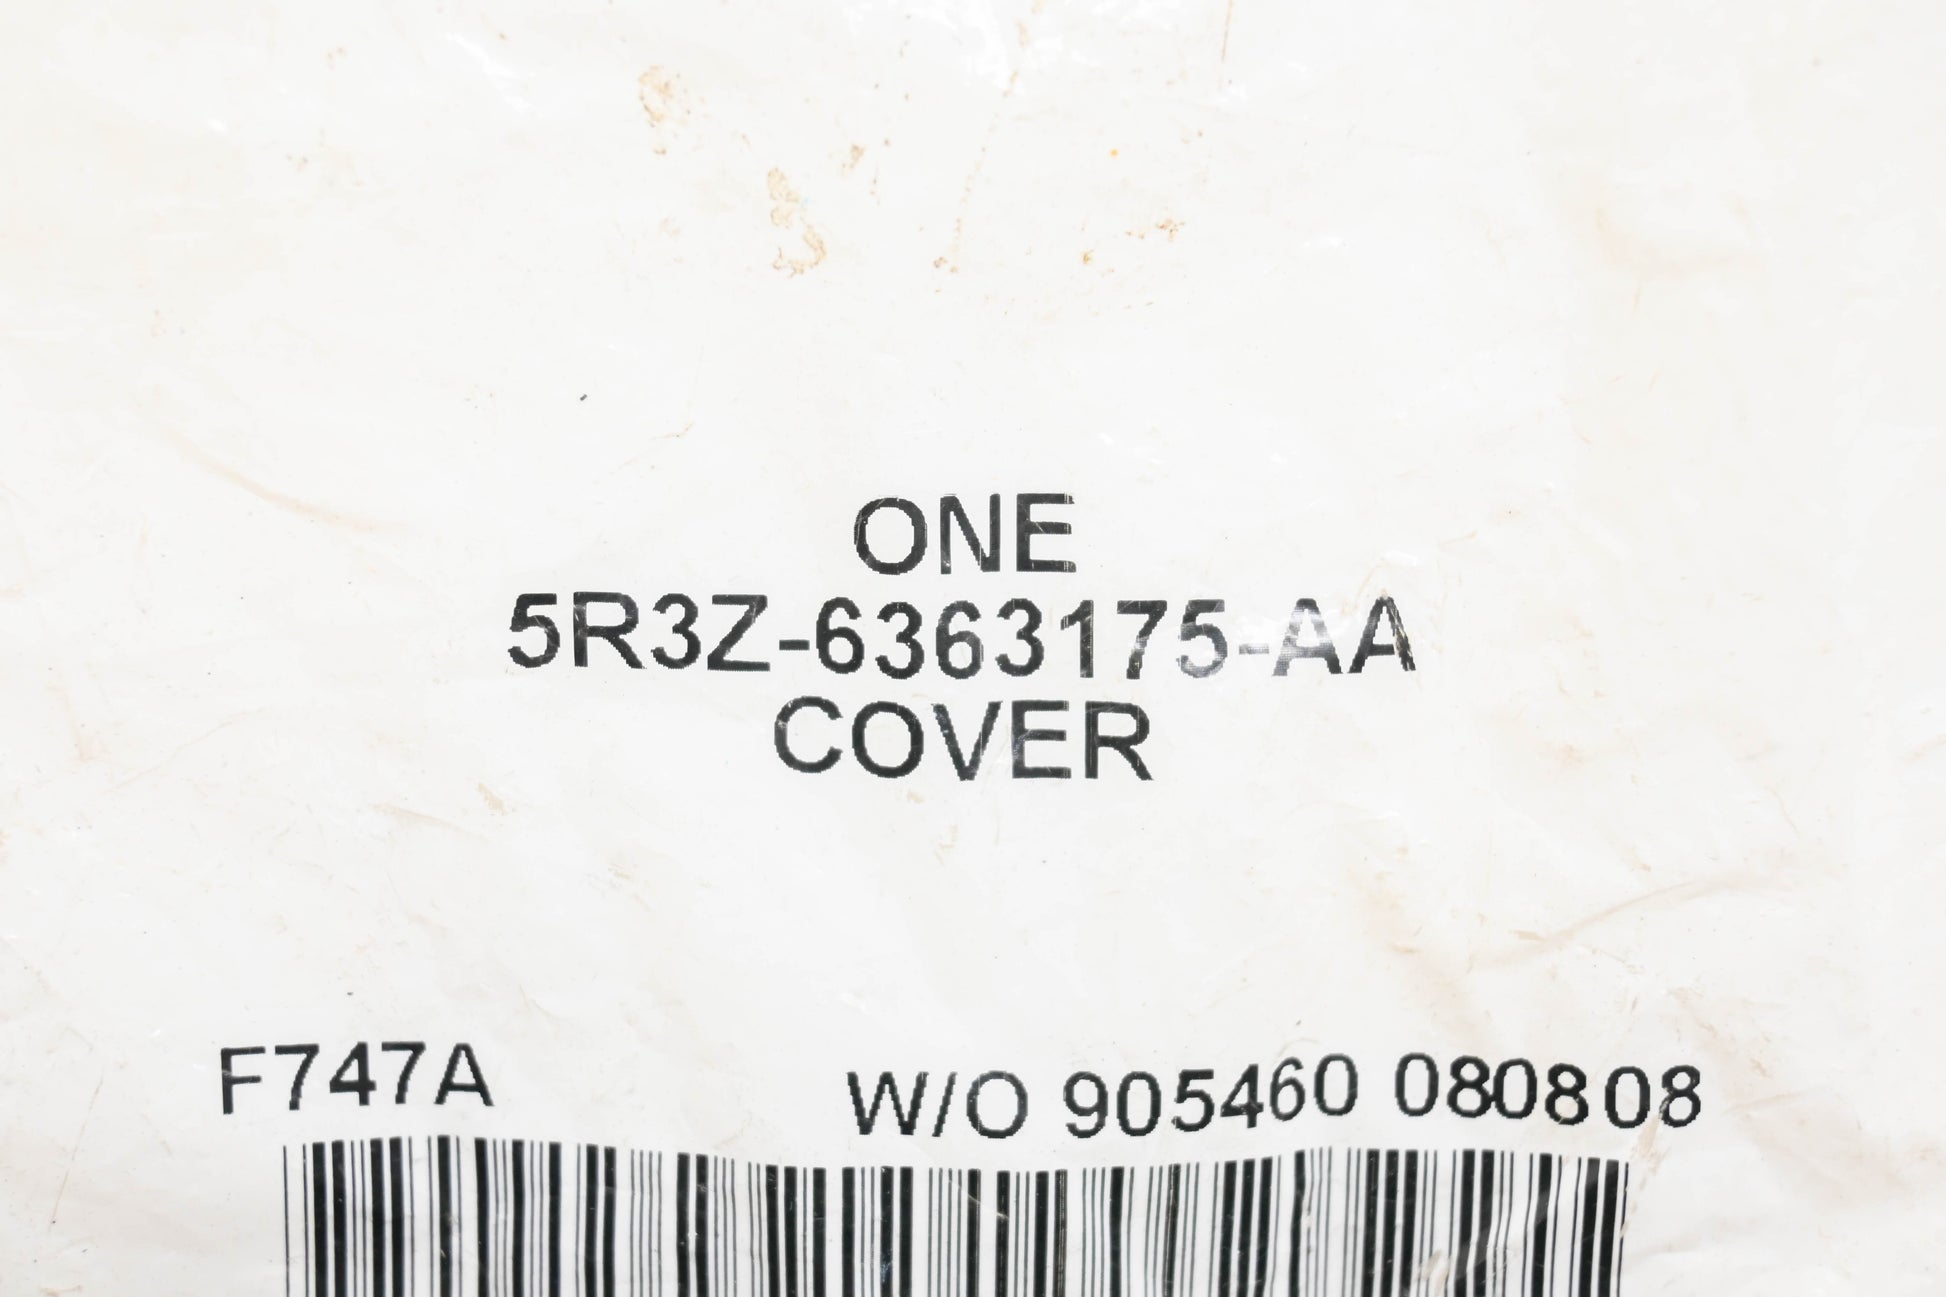 ONE
5R3Z-6363175-AA
COVER
F747A
W/O 905460 080808